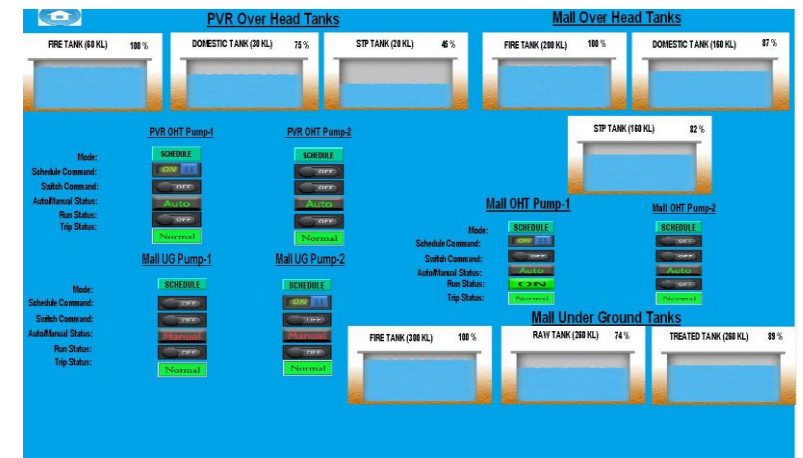 PVR Over Head Tanks
Mall Over Head Tanks
FIRE TANK (60 KL) 100 %
DOMESTIC TANK (30 KL) 75 %
STP TANK (20 KL) 45 %
FIRE TANK (200 KL) 100 %
DOMESTIC TANK (160 KL) 87 %
STP TANK (160 KL) 82 %
PVR OHT Pump-1
PVR OHT Pump-2
Mode: SCHEDULE SCHEDULE
Schedule Command: ON OFF
Switch Command: OFF OFF
Auto/Manual Status: Auto Auto
Run Status: OFF OFF
Trip Status: Normal Normal
Mall OHT Pump-1
Mall OHT Pump-2
Mode: SCHEDULE SCHEDULE
Schedule Command: ON OFF
Switch Command: OFF OFF
Auto/Manual Status: Auto Auto
Run Status: ON OFF
Trip Status: Normal Normal
Mall UG Pump-1
Mall UG Pump-2
Mode: SCHEDULE SCHEDULE
Schedule Command: OFF ON
Switch Command: OFF OFF
Auto/Manual Status: Manual Manual
Run Status: OFF OFF
Trip Status: Normal Normal
Mall Under Ground Tanks
FIRE TANK (300 KL) 100 %
RAW TANK (260 KL) 74 %
TREATED TANK (260 KL) 89 %